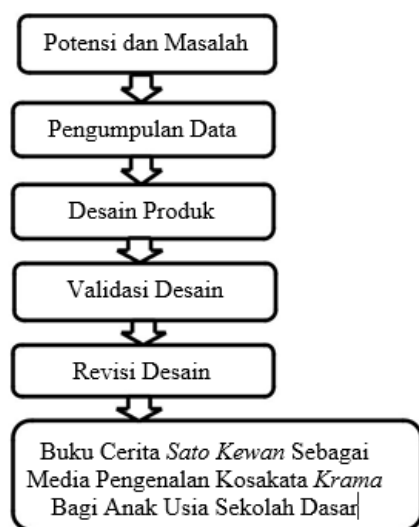 Potensi dan Masalah
Pengumpulan Data
Desain Produk
Validasi Desain
Revisi Desain
Buku Cerita Sato Kewan Sebagai
Media Pengenalan Kosakata Krama
Bagi Anak Usia Sekolah Dasar